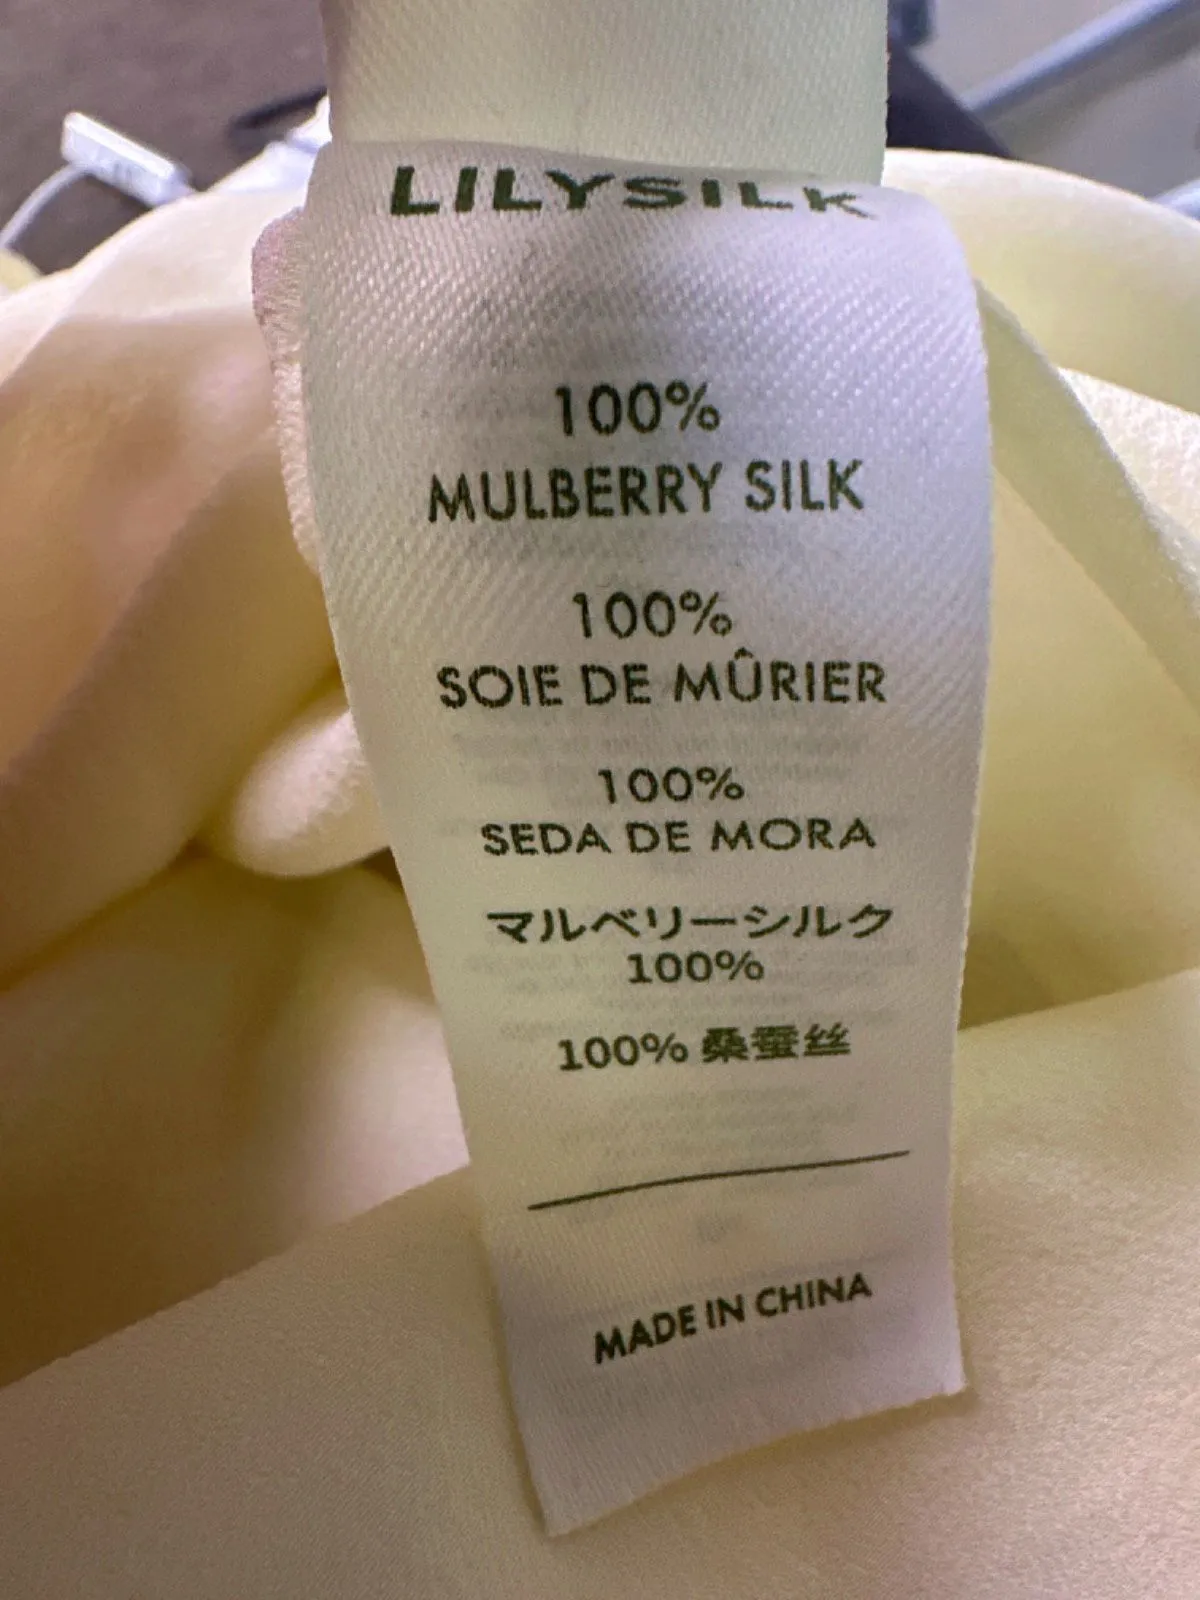 LILYSILK
100%
MULBERRY SILK
100%
SOIE DE MÛRIER
100%
SEDA DE MORA
マルベリーシルク
100%
100% 桑蚕丝
MADE IN CHINA